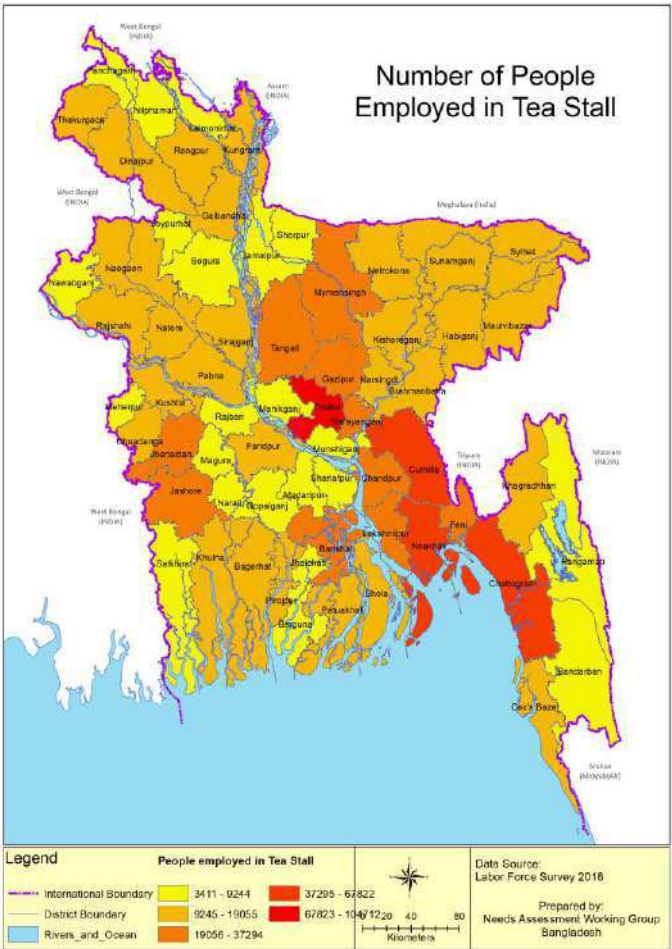 Number of People
Employed in Tea Stall
West Bengal
(INDIA)
Assam
(INDIA)
Panchagarh
Nilphamari
Thakurgaon
Lalmonirhat
Rangpur
Kurigram
Dinajpur
West Bengal
(INDIA)
Meghalaya (India)
Gaibandha
Joypurhat
Sherpur
Bogura
Jamalpur
Naogaon
Nawabganj
Netrokona
Sunamganj
Sylhet
Mymensingh
Rajshahi
Natore
Sirajganj
Tangail
Kishoreganj
Habiganj
Maulvibazar
Pabna
Gazipur
Narsingdi
Brahmanbaria
Meherpur
Kushtia
Manikganj
Dhaka
Rajbari
Narayanganj
Chuadanga
Jhenaidah
Faridpur
Munshiganj
Magura
Cumilla
Tripura
(INDIA)
Mizoram
(INDIA)
Shariatpur
Chandpur
Khagrachhari
Jashore
Narail
Gopalganj
Madaripur
West Bengal
(INDIA)
Lakshmipur
Feni
Noakhali
Barishal
Rangamati
Satkhira
Khulna
Bagerhat
Jhalokati
Chattogram
Pirojpur
Bhola
Patuakhali
Barguna
Bandarban
Cox's Bazar
Arakan
(MYANMAR)
Legend
International Boundary
District Boundary
Rivers_and_Ocean
People employed in Tea Stall
3411 - 9244
9245 - 19055
19056 - 37294
37295 - 67822
67823 - 104712
20 40 80
Kilometers
Data Source:
Labor Force Survey 2018
Prepared by:
Needs Assessment Working Group
Bangladesh